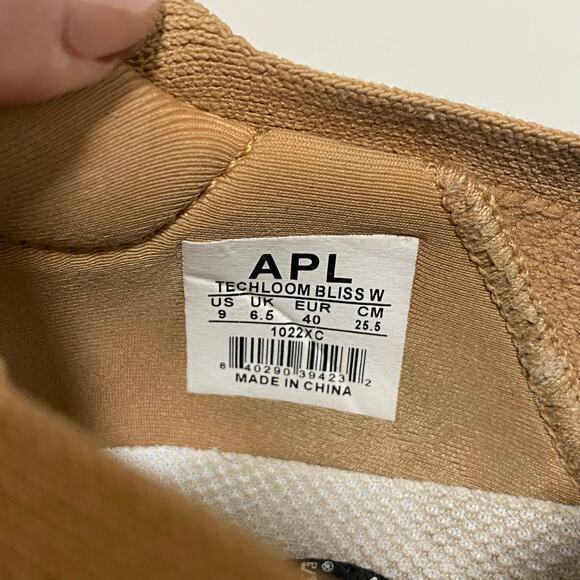 APL
TECHLOOM BLISS W
US UK EUR CM
9 6.5 40 25.5
1022XC
8 40290 39423 2
MADE IN CHINA